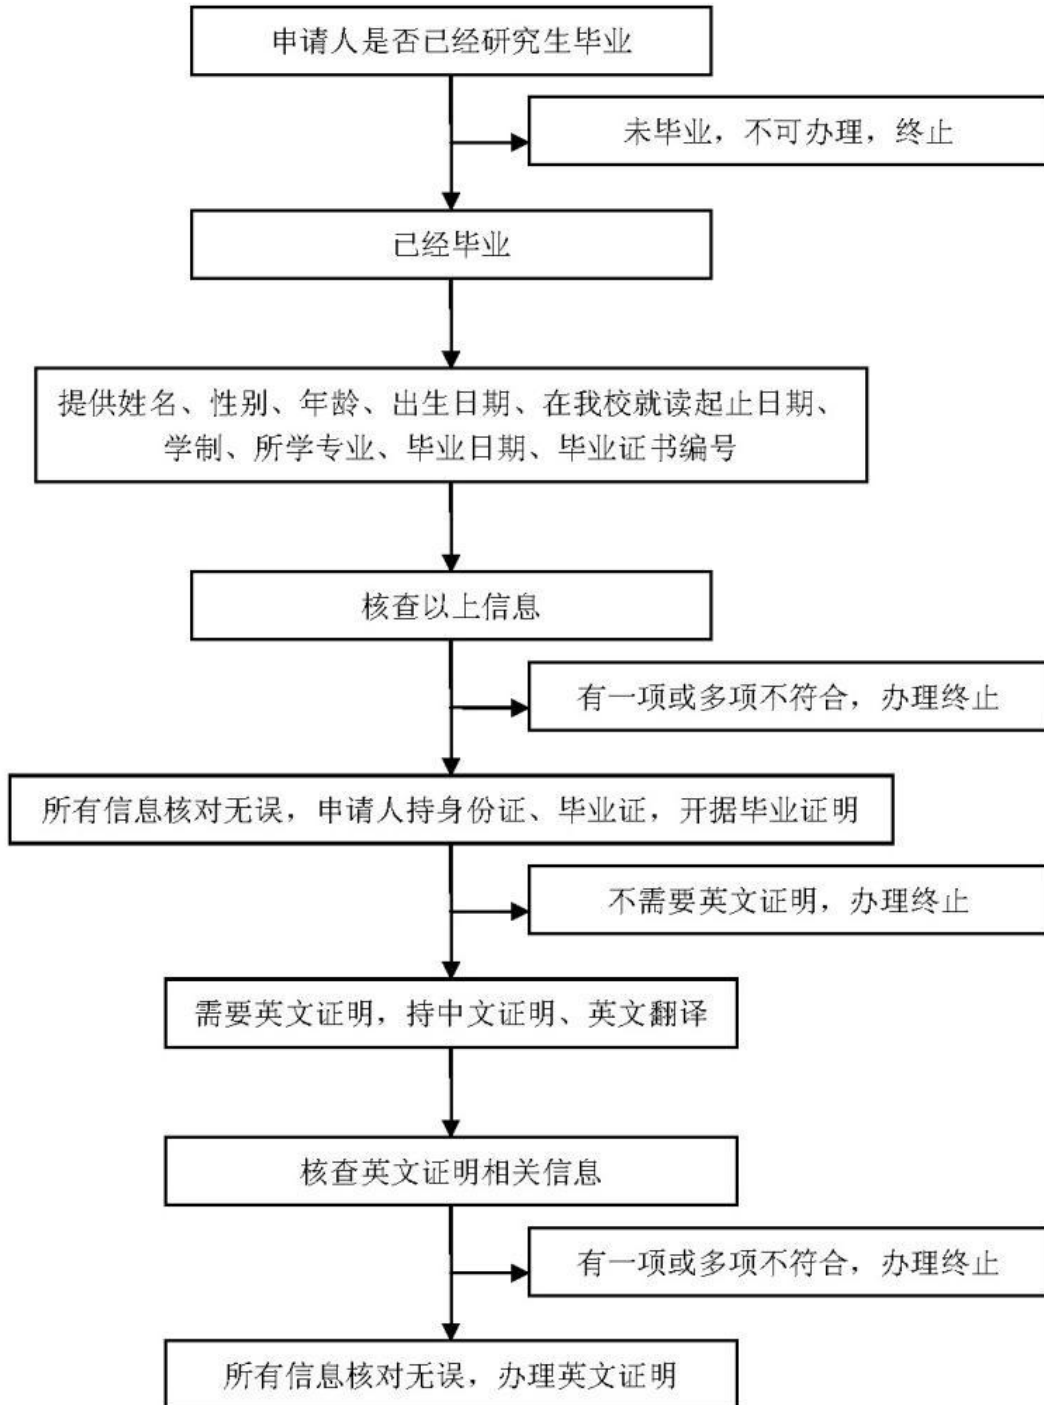 申请人是否已经研究生毕业
未毕业，不可办理，终止
已经毕业
提供姓名、性别、年龄、出生日期、在我校就读起止日期、
学制、所学专业、毕业日期、毕业证书编号
核查以上信息
有一项或多项不符合，办理终止
所有信息核对无误，申请人持身份证、毕业证，开据毕业证明
不需要英文证明，办理终止
需要英文证明，持中文证明、英文翻译
核查英文证明相关信息
有一项或多项不符合，办理终止
所有信息核对无误，办理英文证明